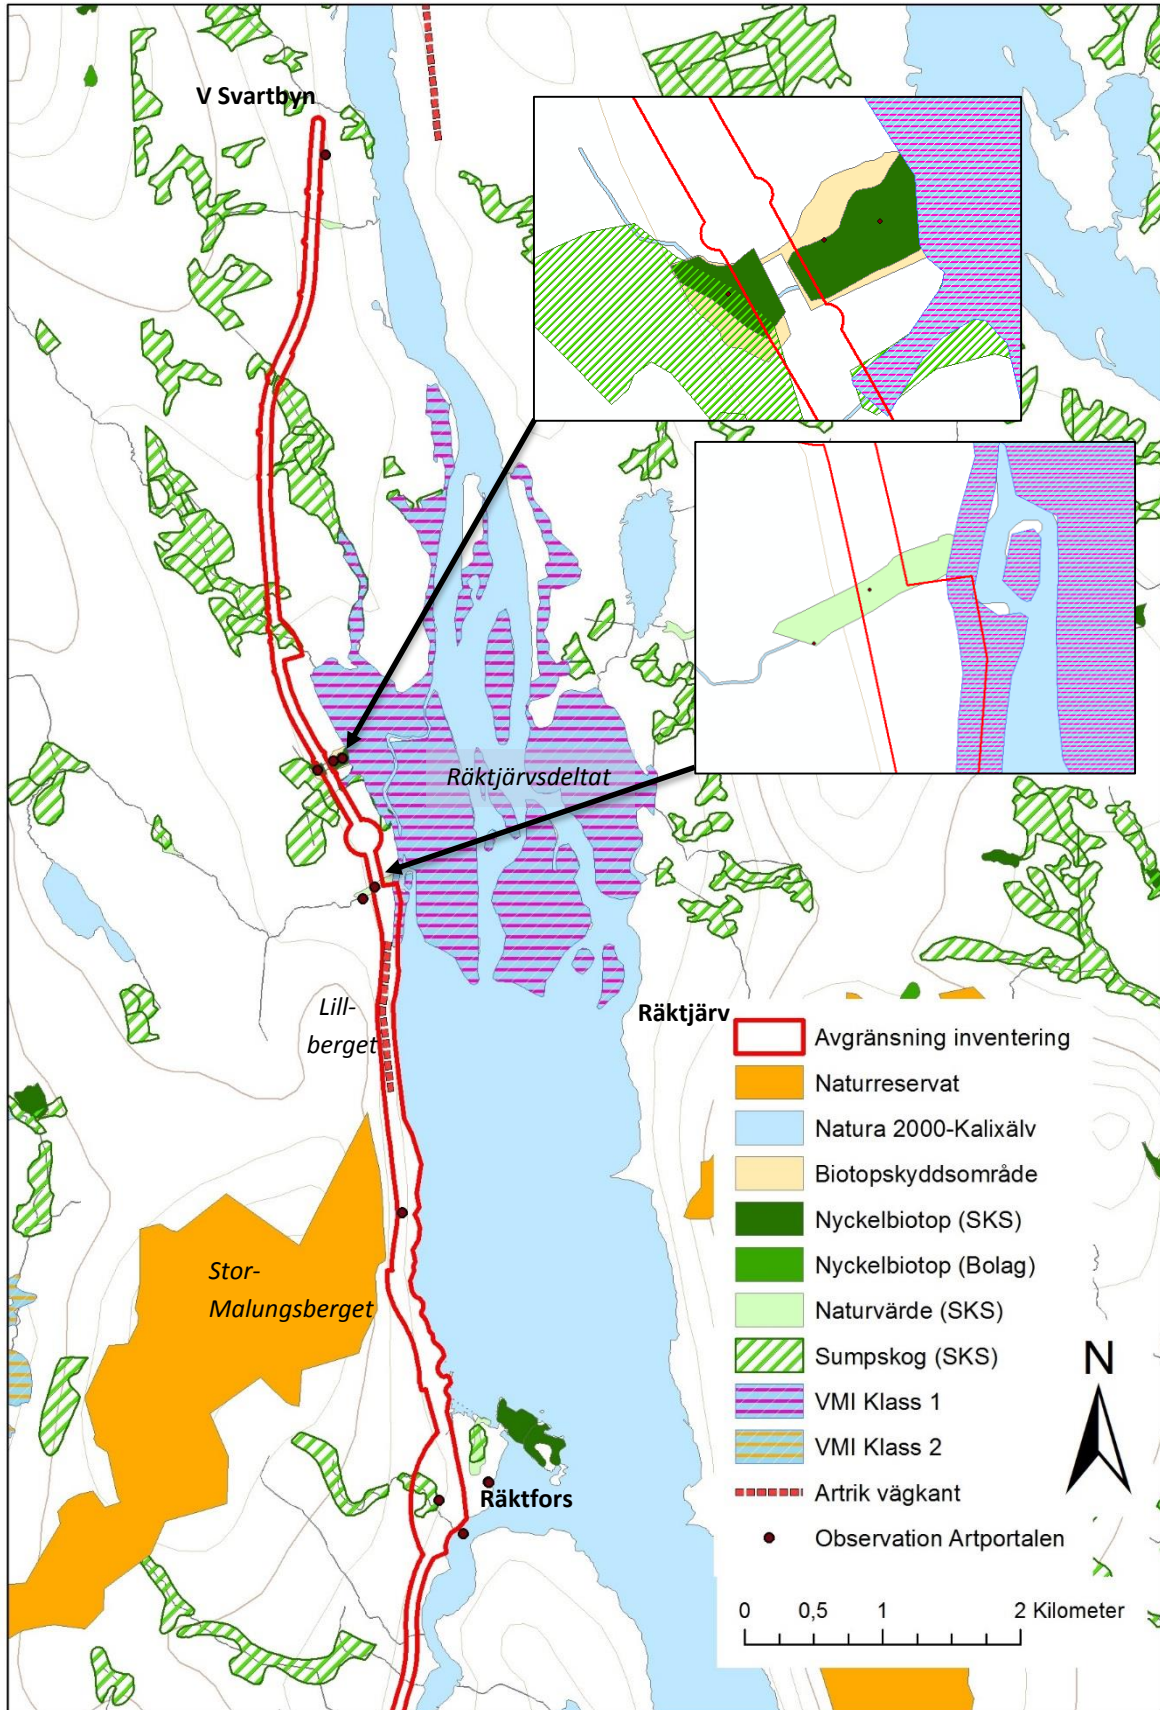 V Svartbyn
Räktjärvsdeltat
Lill-
berget
Räktjärv
Stor-
Malungsberget
Räktfors
Avgränsning inventering
Naturreservat
Natura 2000-Kalixälv
Biotopskyddsområde
Nyckelbiotop (SKS)
Nyckelbiotop (Bolag)
Naturvärde (SKS)
Sumpskog (SKS)
VMI Klass 1
VMI Klass 2
Artrik vägkant
Observation Artportalen
N
0 0,5 1 2 Kilometer